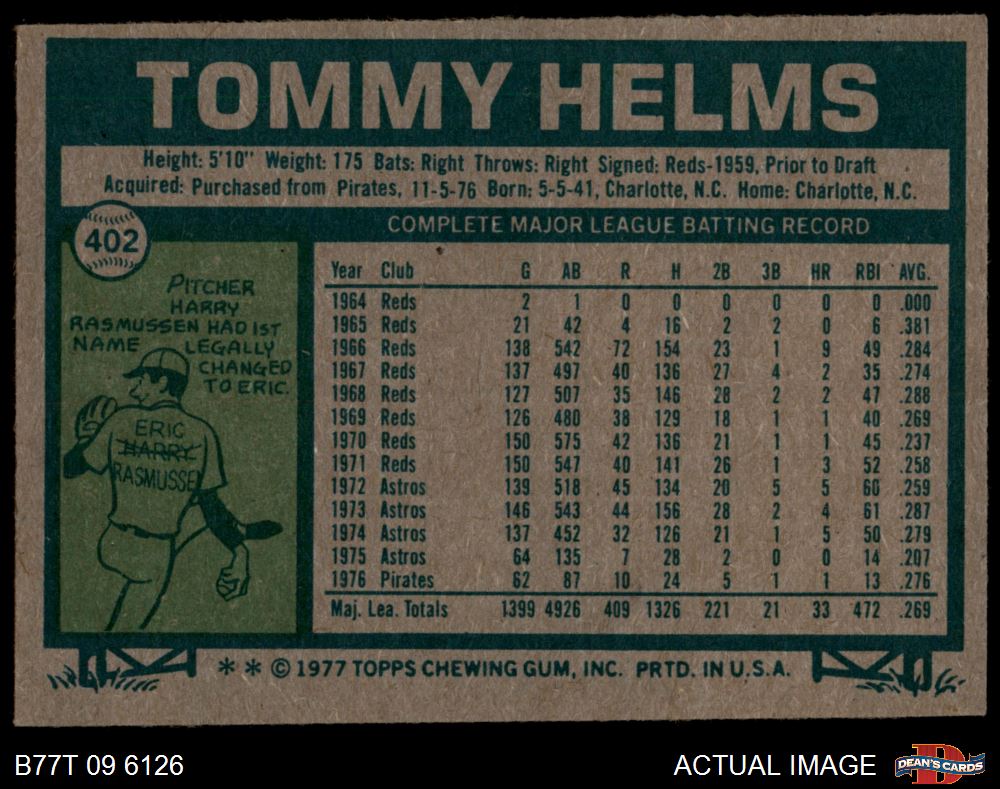 TOMMY HELMS
Height: 5'10" Weight: 175 Bats: Right Throws: Right Signed: Reds-1959, Prior to Draft
Acquired: Purchased from Pirates, 11-5-76 Born: 5-5-41, Charlotte, N.C. Home: Charlotte, N.C.
402
COMPLETE MAJOR LEAGUE BATTING RECORD
PITCHER
HARRY
RASMUSSEN HAD 1ST
NAME LEGALLY
CHANGED
TO ERIC.
ERIC
HARRY
RASMUSSE
Year Club G AB R H 2B 3B HR RBI AVG.
1964 Reds 2 1 0 0 0 0 0 0 .000
1965 Reds 21 42 4 16 2 2 0 6 .381
1966 Reds 138 542 72 154 23 1 9 49 .284
1967 Reds 137 497 40 136 27 4 2 35 .274
1968 Reds 127 507 35 146 28 2 2 47 .288
1969 Reds 126 480 38 129 18 1 1 40 .269
1970 Reds 150 575 42 136 21 1 1 45 .237
1971 Reds 150 547 40 141 26 1 3 52 .258
1972 Astros 139 518 45 134 20 5 5 60 .259
1973 Astros 146 543 44 156 28 2 4 61 .287
1974 Astros 137 452 32 126 21 1 5 50 .279
1975 Astros 64 135 7 28 2 0 0 14 .207
1976 Pirates 62 87 10 24 5 1 1 13 .276
Maj. Lea. Totals 1399 4926 409 1326 221 21 33 472 .269
** © 1977 TOPPS CHEWING GUM, INC. PRTD. IN U.S.A.
B77T 09 6126
ACTUAL IMAGE
D
DEAN'S CARDS